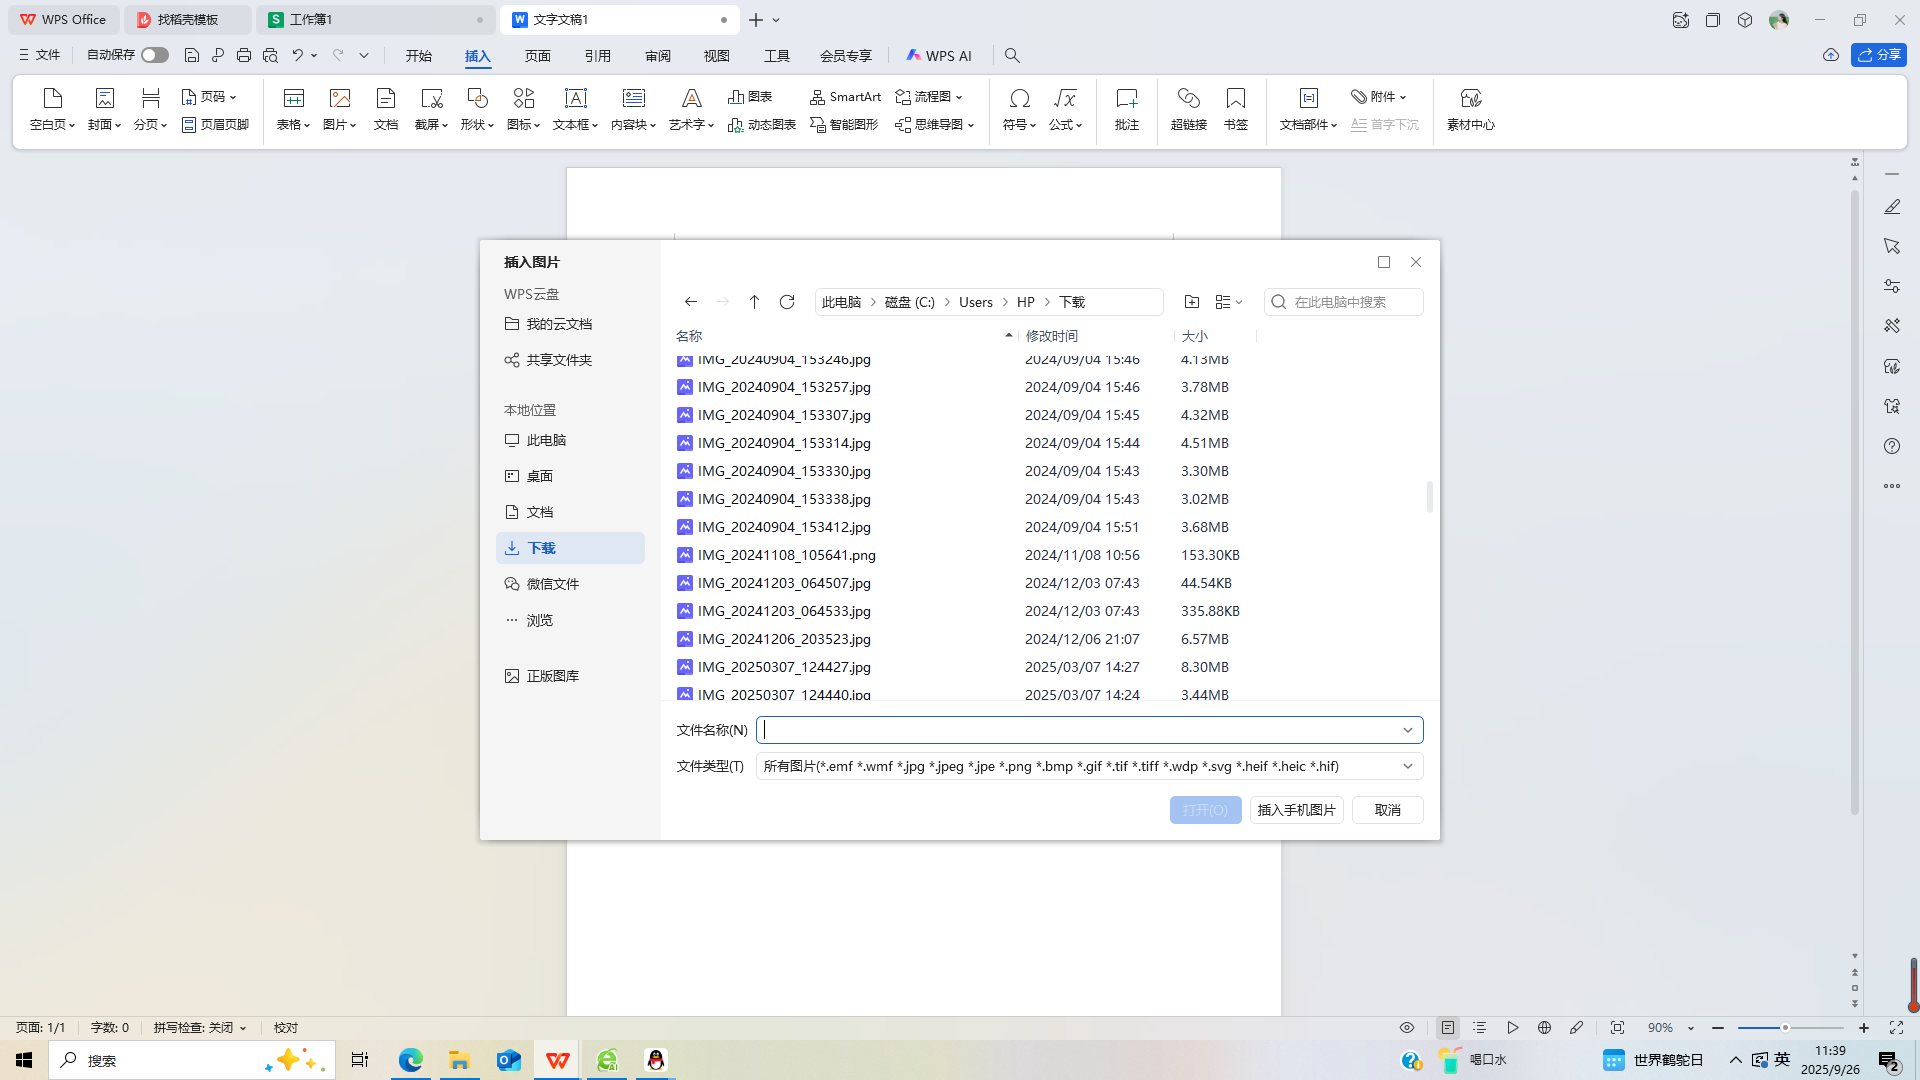 WPS Office 找稻壳模板 工作簿1 文字文稿1
文件 自动保存 开始 插入 页面 引用 审阅 视图 工具 会员专享 WPS AI 分享
页码 图表 SmartArt 流程图 附件
空白页 封面 分页 页眉页脚 表格 图片 文档 截屏 形状 图标 文本框 内容块 艺术字 动态图表 智能图形 思维导图 符号 公式 批注 超链接 书签 文档部件 首字下沉 素材中心
插入图片
WPS云盘
我的云文档
共享文件夹
本地位置
此电脑
桌面
文档
下载
微信文件
浏览
正版图库
此电脑 磁盘 (C:) Users HP 下载 在此电脑中搜索
名称 修改时间 大小
IMG_20240904_153246.jpg 2024/09/04 15:46 4.13MB
IMG_20240904_153257.jpg 2024/09/04 15:46 3.78MB
IMG_20240904_153307.jpg 2024/09/04 15:45 4.32MB
IMG_20240904_153314.jpg 2024/09/04 15:44 4.51MB
IMG_20240904_153330.jpg 2024/09/04 15:43 3.30MB
IMG_20240904_153338.jpg 2024/09/04 15:43 3.02MB
IMG_20240904_153412.jpg 2024/09/04 15:51 3.68MB
IMG_20241108_105641.png 2024/11/08 10:56 153.30KB
IMG_20241203_064507.jpg 2024/12/03 07:43 44.54KB
IMG_20241203_064533.jpg 2024/12/03 07:43 335.88KB
IMG_20241206_203523.jpg 2024/12/06 21:07 6.57MB
IMG_20250307_124427.jpg 2025/03/07 14:27 8.30MB
IMG_20250307_124440.jpg 2025/03/07 14:24 3.44MB
文件名称(N)
文件类型(T) 所有图片(*.emf *.wmf *.jpg *.jpeg *.jpe *.png *.bmp *.gif *.tif *.tiff *.wdp *.svg *.heif *.heic *.hif)
打开(O) 插入手机图片 取消
页面: 1/1 字数: 0 拼写检查: 关闭 校对 90%
搜索 喝口水 世界鹤鸵日 英 11:39
2025/9/26 2